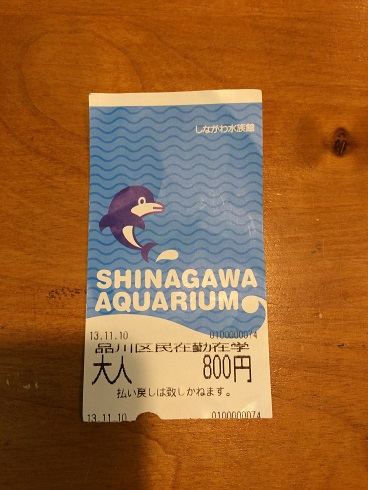 しながわ水族館
SHINAGAWA
AQUARIUM
13.11.10 0100000074
品川区民在勤在学
大人 800円
払い戻しは致しかねます。
13.11.10 0100000074